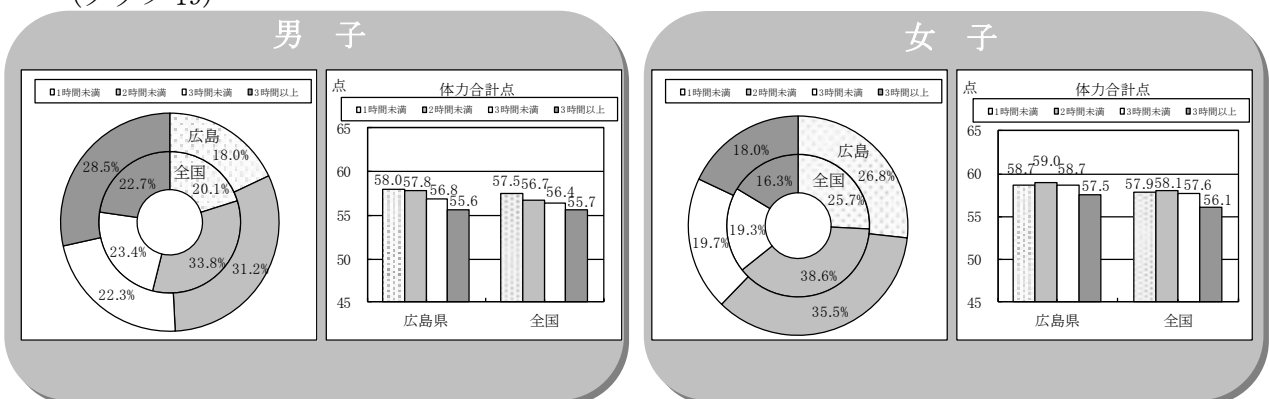 男 子
1時間未満 2時間未満 3時間未満 3時間以上
広島
18.0%
全国
20.1%
28.5%
22.7%
23.4%
33.8%
31.2%
22.3%
点
体力合計点
1時間未満 2時間未満 3時間未満 3時間以上
65
60
55
50
45
58.0 57.8 56.8 55.6
57.5 56.7 56.4 55.7
広島県 全国
女 子
1時間未満 2時間未満 3時間未満 3時間以上
18.0%
広島
26.8%
16.3%
全国
25.7%
19.7%
19.3%
38.6%
35.5%
点
体力合計点
1時間未満 2時間未満 3時間未満 3時間以上
65
60
55
50
45
58.7 59.0 58.7 57.5
57.9 58.1 57.6 56.1
広島県 全国